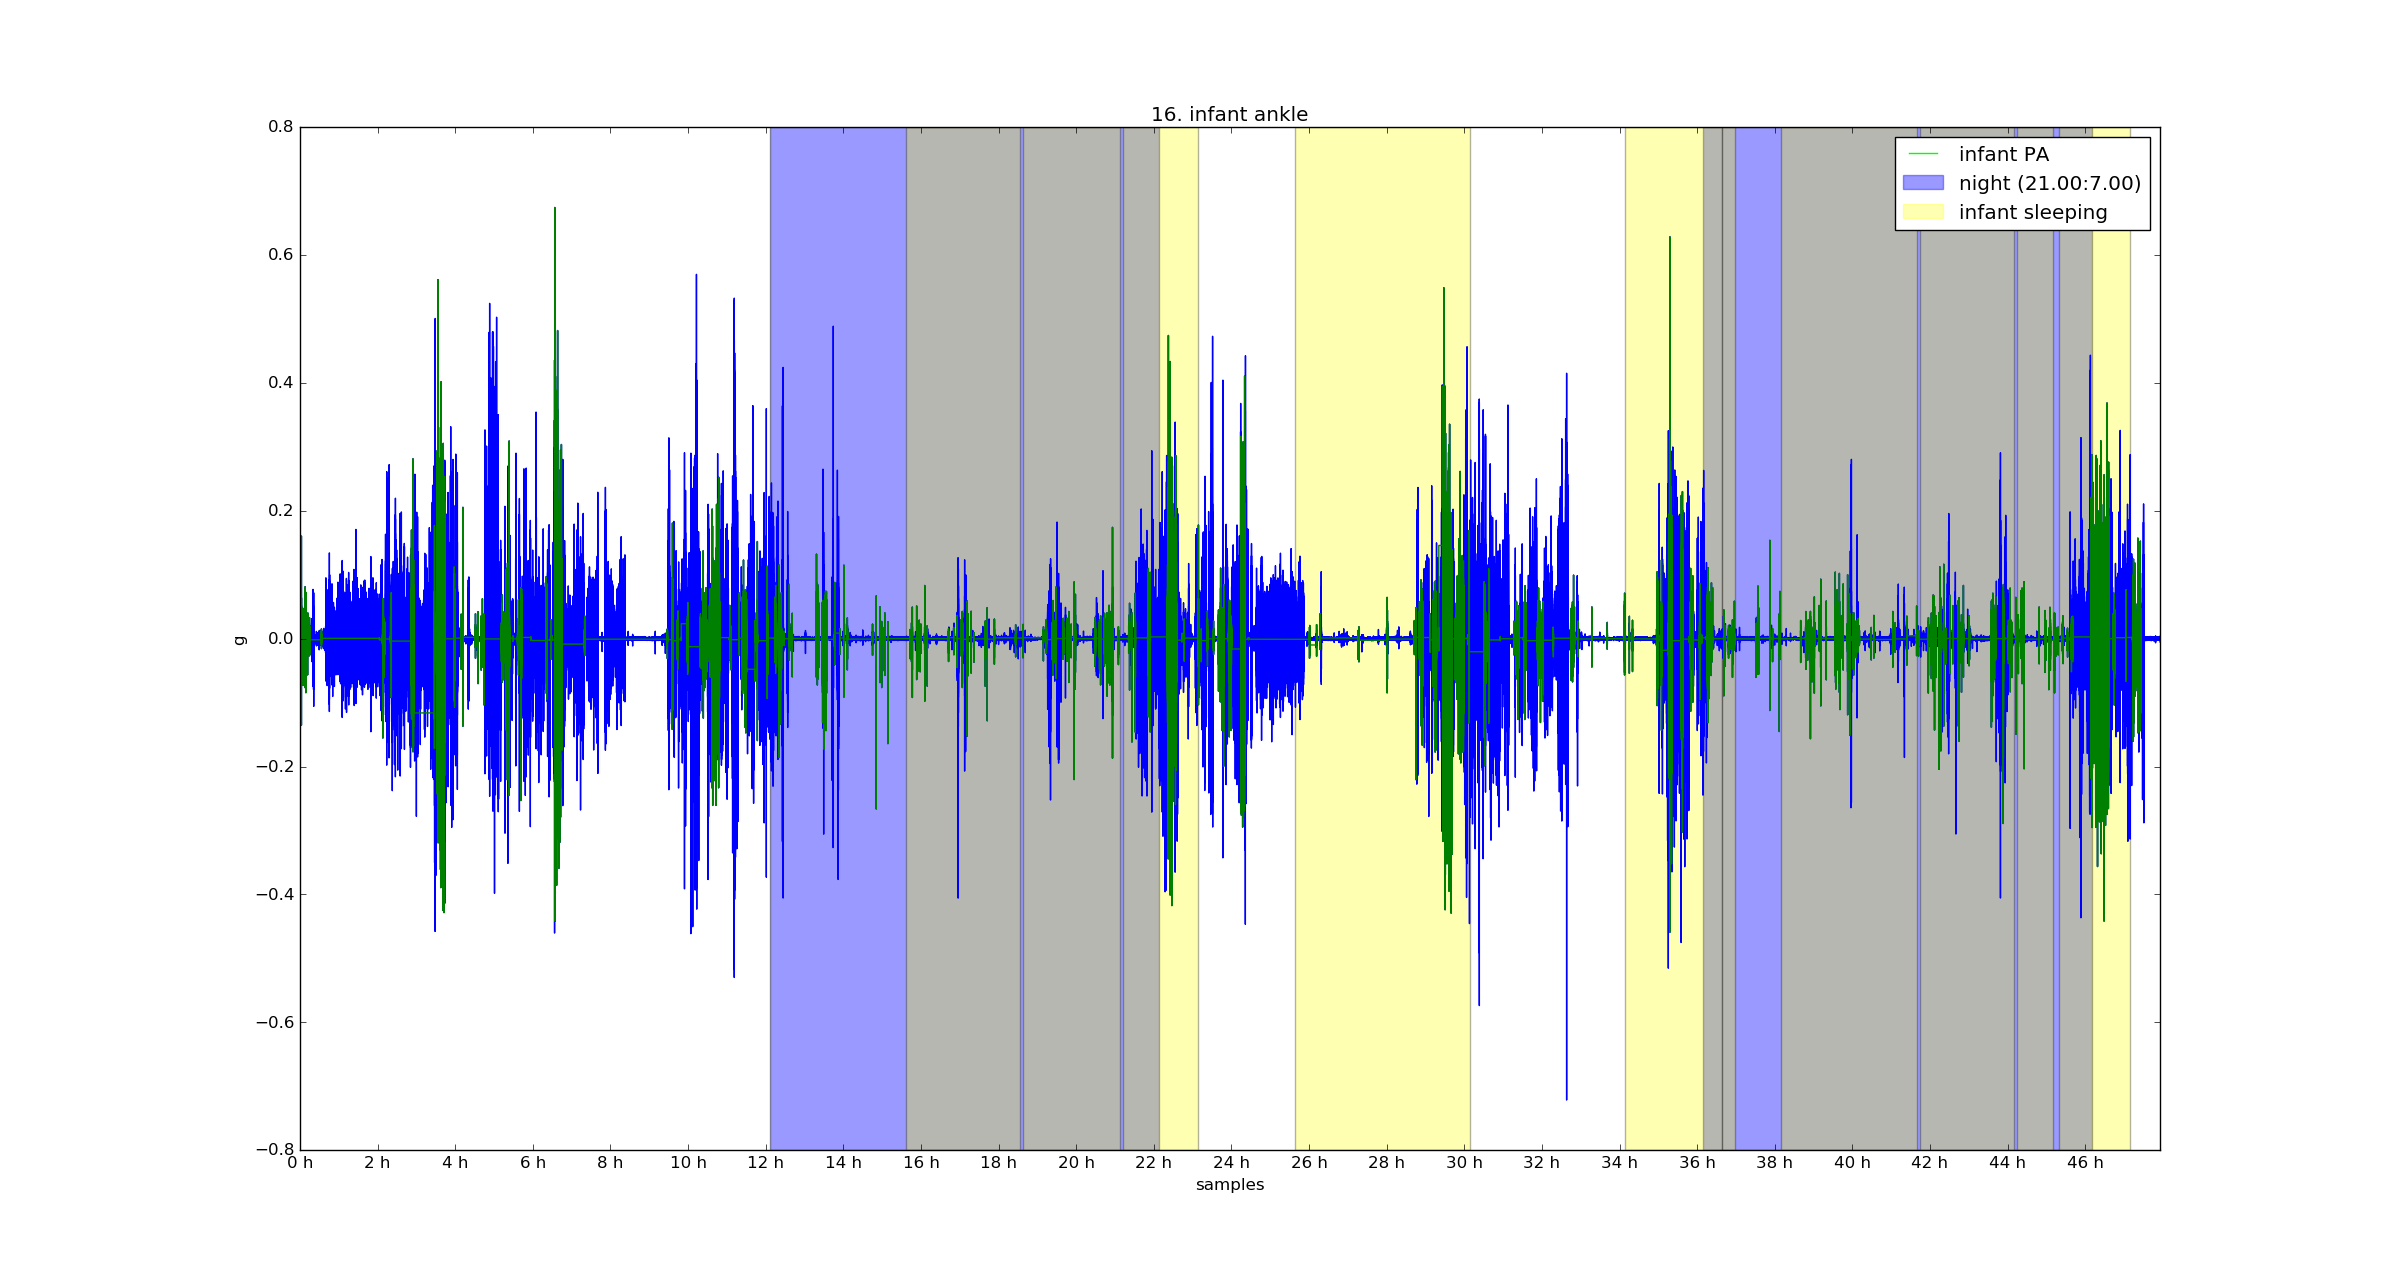 16. infant ankle
infant PA
night (21.00:7.00)
infant sleeping
0.8
0.6
0.4
0.2
0.0
−0.2
−0.4
−0.6
−0.8
g
0 h 2 h 4 h 6 h 8 h 10 h 12 h 14 h 16 h 18 h 20 h 22 h 24 h 26 h 28 h 30 h 32 h 34 h 36 h 38 h 40 h 42 h 44 h 46 h
samples